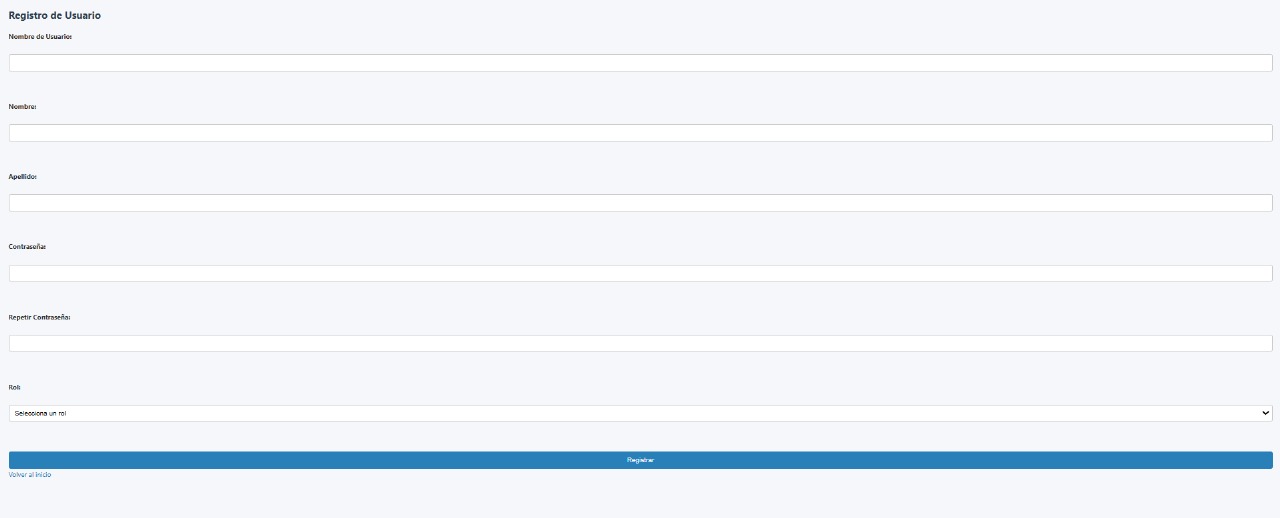 Registro de Usuario
Nombre de Usuario:
Nombre:
Apellido:
Contraseña:
Repetir Contraseña:
Rol:
Selecciona un rol
Registrar
Volver al inicio